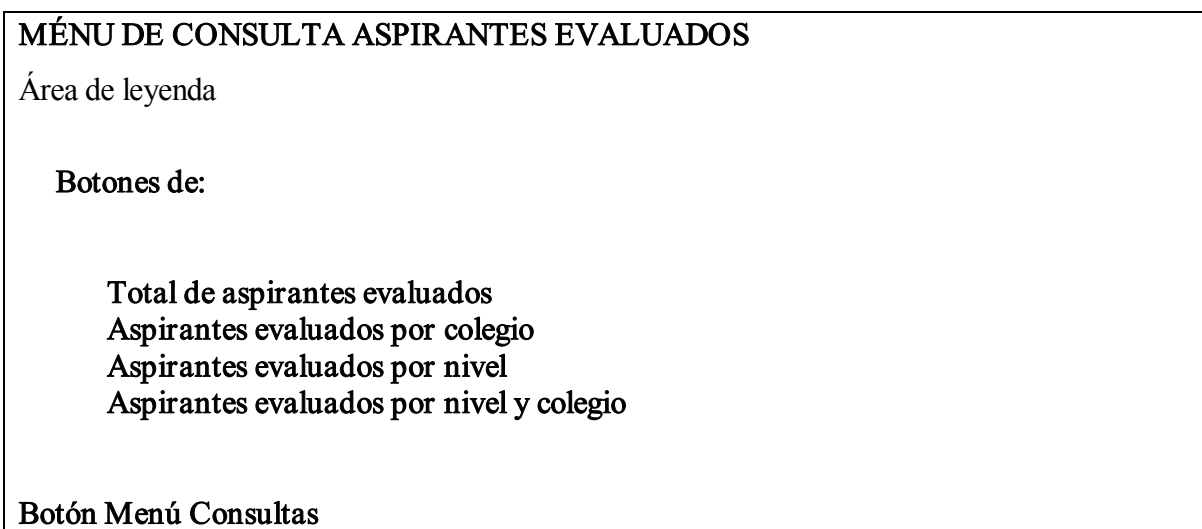 MÉNU DE CONSULTA ASPIRANTES EVALUADOS
Área de leyenda
Botones de:
Total de aspirantes evaluados
Aspirantes evaluados por colegio
Aspirantes evaluados por nivel
Aspirantes evaluados por nivel y colegio
Botón Menú Consultas